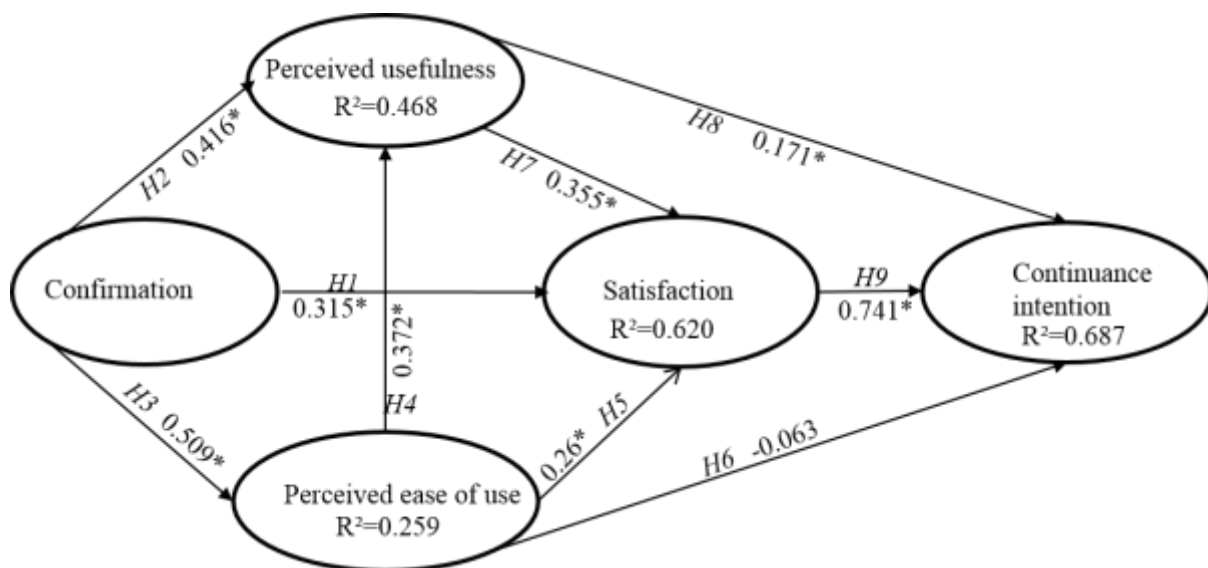 Perceived usefulness
R²=0.468
H8 0.171*
H2 0.416*
H7 0.355*
Confirmation
H1
0.315*
Satisfaction
R²=0.620
H9
0.741*
Continuance
intention
R²=0.687
0.372*
H4
H3 0.509*
0.26* H5
H6 -0.063
Perceived ease of use
R²=0.259